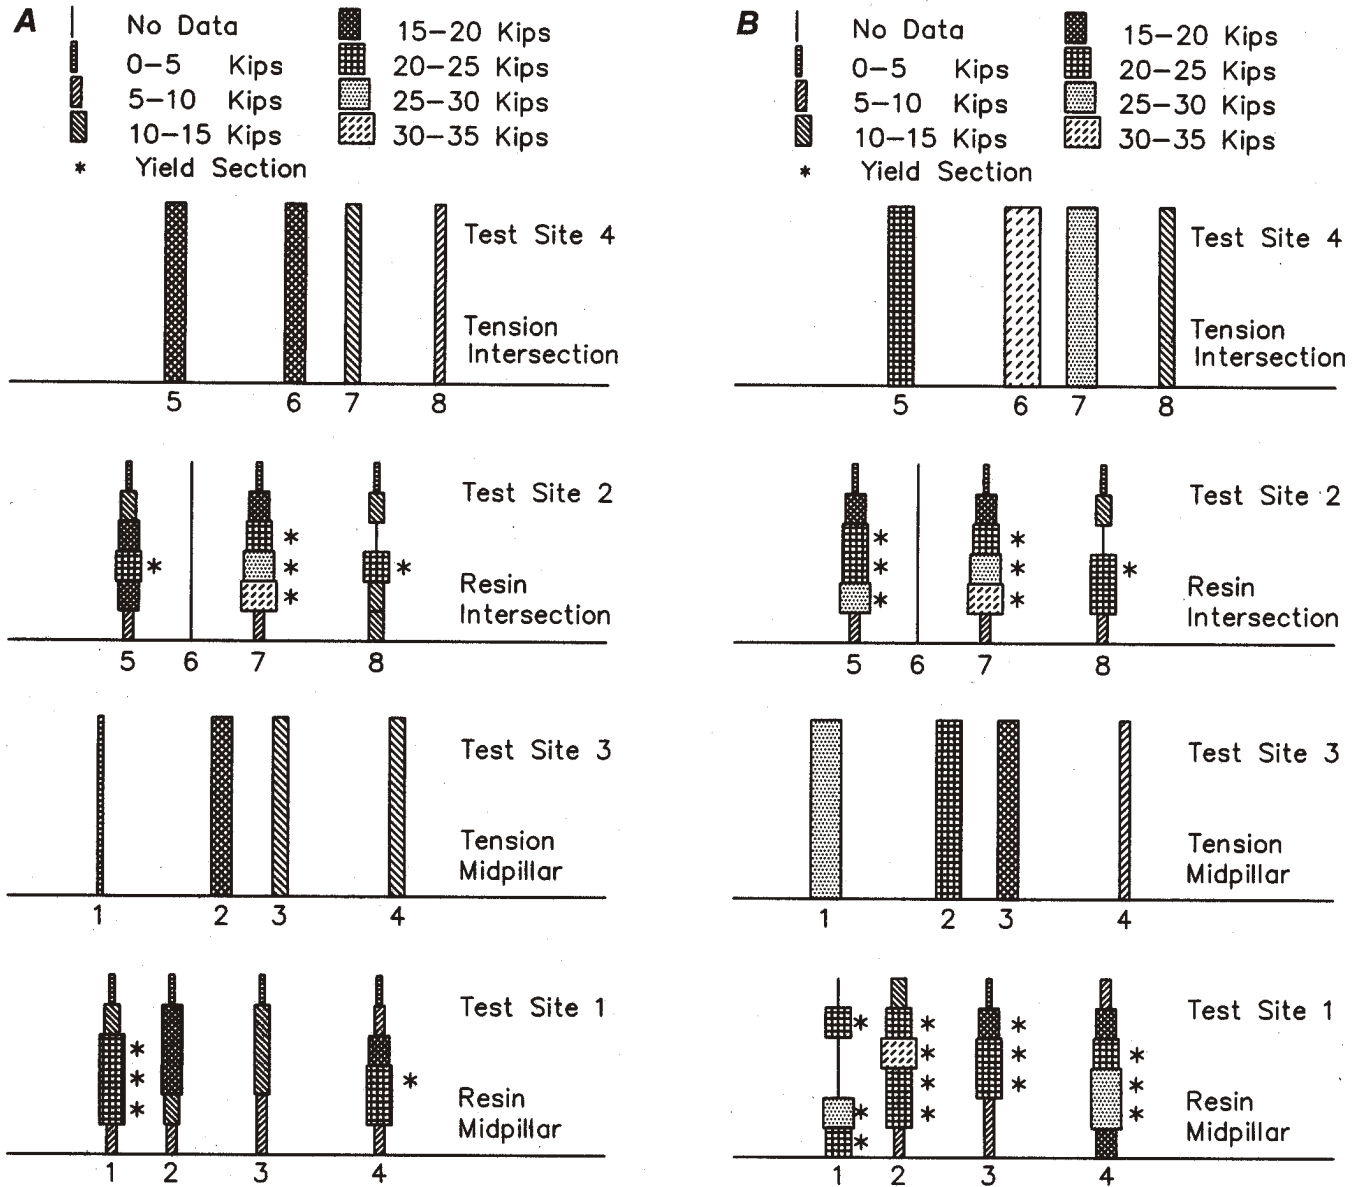 A
No Data
0–5 Kips
5–10 Kips
10–15 Kips
* Yield Section
15–20 Kips
20–25 Kips
25–30 Kips
30–35 Kips
Test Site 4
Tension
Intersection
5 6 7 8
Test Site 2
* * * * *
Resin
Intersection
5 6 7 8
Test Site 3
Tension
Midpillar
1 2 3 4
Test Site 1
* * * *
Resin
Midpillar
1 2 3 4
B
No Data
0–5 Kips
5–10 Kips
10–15 Kips
* Yield Section
15–20 Kips
20–25 Kips
25–30 Kips
30–35 Kips
Test Site 4
Tension
Intersection
5 6 7 8
Test Site 2
* * * * * * *
Resin
Intersection
5 6 7 8
Test Site 3
Tension
Midpillar
1 2 3 4
Test Site 1
* * * * * * * * * * * * *
Resin
Midpillar
1 2 3 4